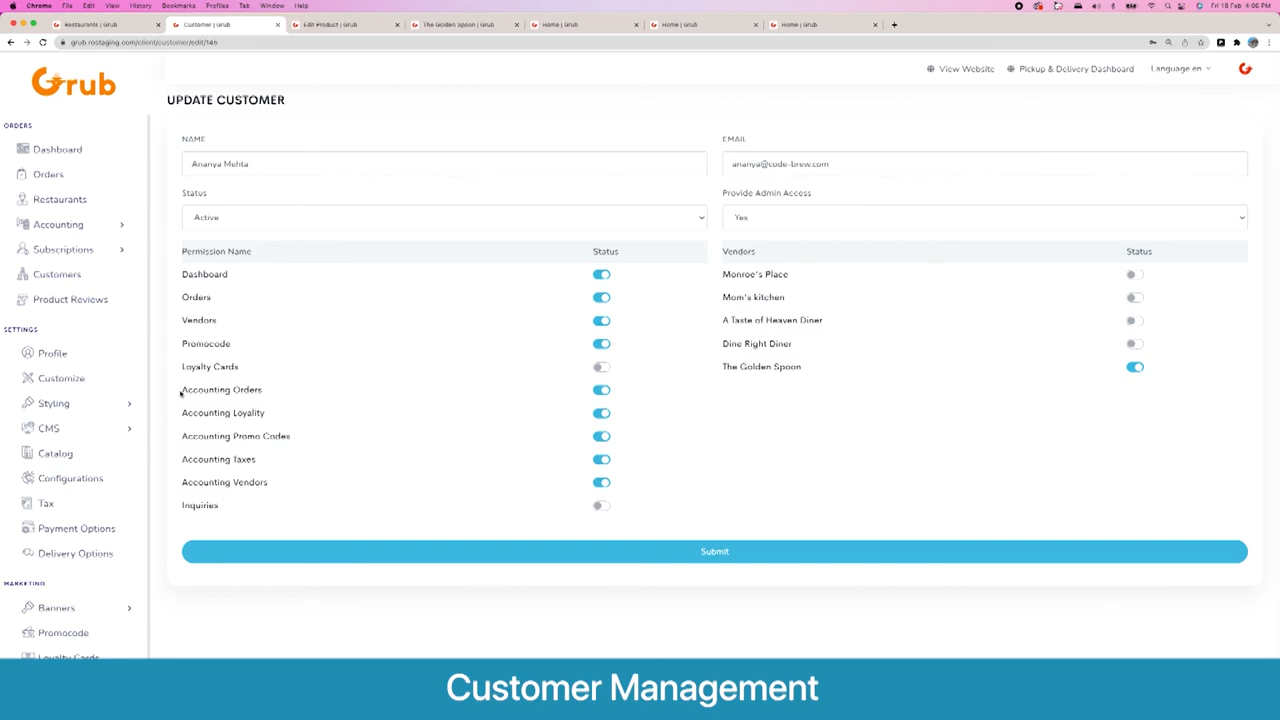 Chrome File Edit View History Bookmarks Profiles Tab Window Help Fri 18 Feb 4:06 PM
Restaurants | Grub Customer | Grub Edit Product | Grub The Golden Spoon | Grub Home | Grub Home | Grub Home | Grub
grub.rostaging.com/client/customer/edit/146
Grub
View Website Pickup & Delivery Dashboard Language en
UPDATE CUSTOMER
ORDERS
Dashboard
Orders
Restaurants
Accounting
Subscriptions
Customers
Product Reviews
SETTINGS
Profile
Customize
Styling
CMS
Catalog
Configurations
Tax
Payment Options
Delivery Options
MARKETING
Banners
Promocode
Loyalty Cards
NAME EMAIL
Ananya Mehta ananya@code-brew.com
Status Provide Admin Access
Active Yes
Permission Name Status Vendors Status
Dashboard Monroe's Place
Orders Mom's kitchen
Vendors A Taste of Heaven Diner
Promocode Dine Right Diner
Loyalty Cards The Golden Spoon
Accounting Orders
Accounting Loyality
Accounting Promo Codes
Accounting Taxes
Accounting Vendors
Inquiries
Submit
Customer Management